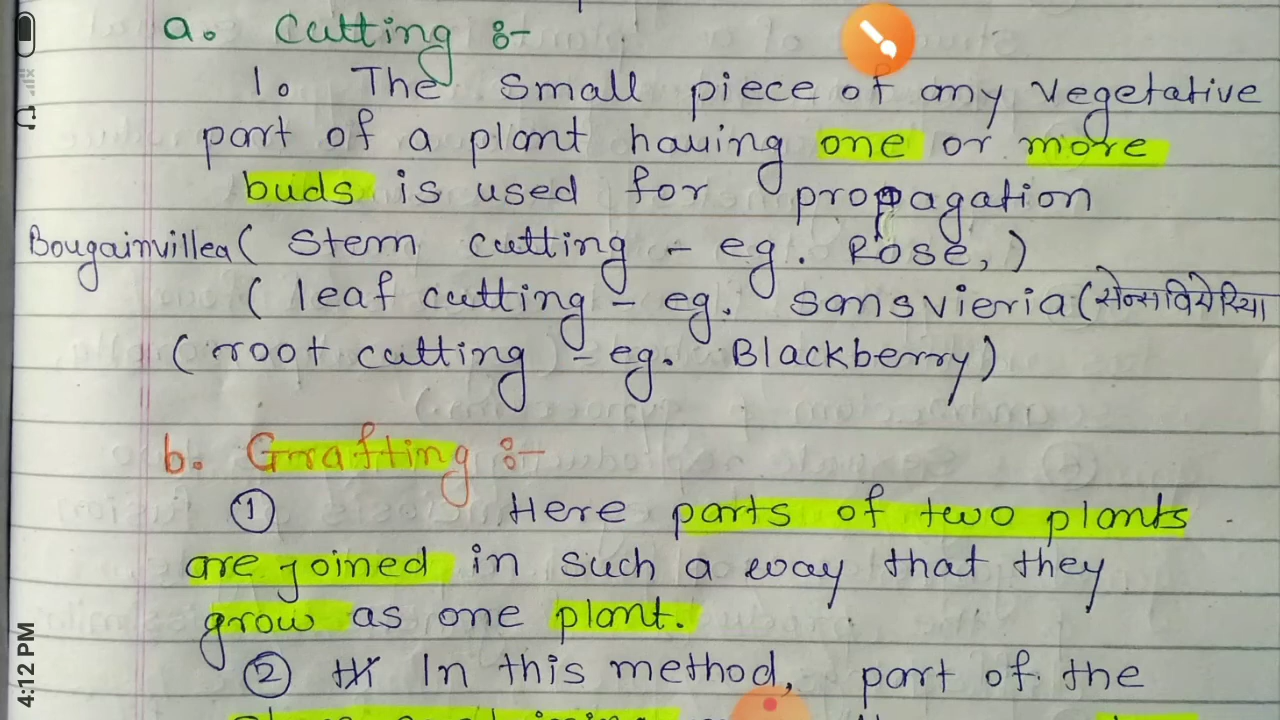 a. Cutting :-
1. The small piece of any vegetative
part of a plant having one or more
buds is used for propagation
Bougainvillea ( Stem cutting - eg. Rose, )
( leaf cutting - eg. sansvieria (सेन्सवियेरिया
( root cutting - eg. Blackberry )
b. Grafting :-
① Here parts of two plants
are joined in such a way that they
grow as one plant.
② In this method, part of the
4:12 PM